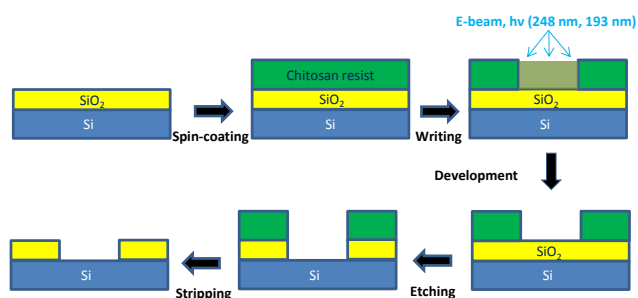 E-beam, hν (248 nm, 193 nm)
Chitosan resist
SiO₂
Si
Spin-coating
SiO₂
Si
Writing
SiO₂
Si
Development
SiO₂
Si
Etching
Si
Stripping
Si